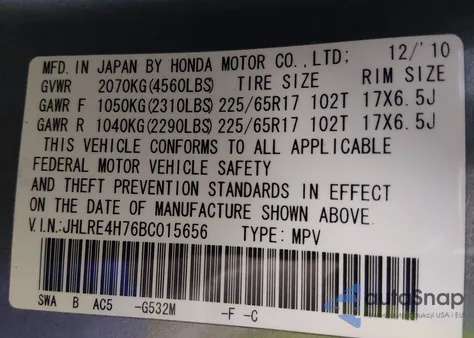 MFD. IN JAPAN BY HONDA MOTOR CO., LTD; 12/'10
GVWR 2070KG(4560LBS) TIRE SIZE RIM SIZE
GAWR F 1050KG(2310LBS) 225/65R17 102T 17X6.5J
GAWR R 1040KG(2290LBS) 225/65R17 102T 17X6.5J
THIS VEHICLE CONFORMS TO ALL APPLICABLE
FEDERAL MOTOR VEHICLE SAFETY
AND THEFT PREVENTION STANDARDS IN EFFECT
ON THE DATE OF MANUFACTURE SHOWN ABOVE.
V.I.N:JHLRE4H76BC015656 TYPE: MPV
SWA B AC5 -G532M -F -C
autoSnap
aukcji USA i EU